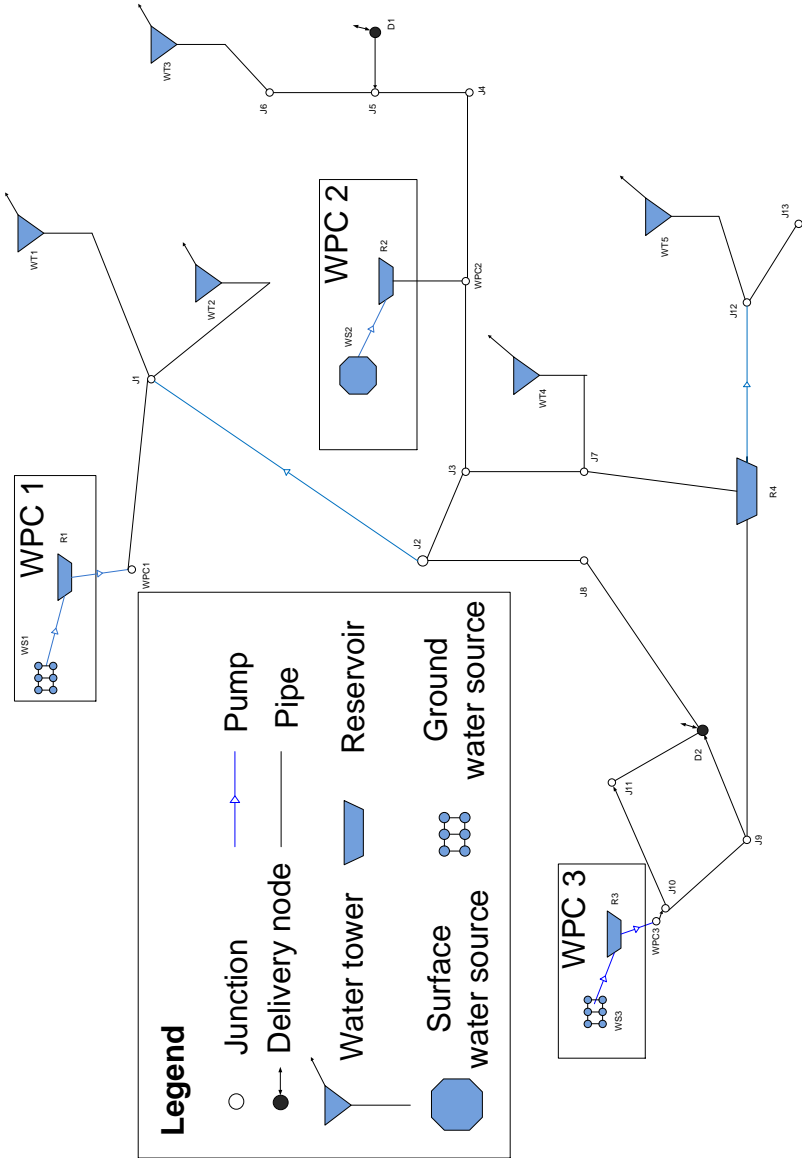 WPC 1
WS1
R1
WPC1
J1
WT1
WT2
WT3
J6
J5
D1
J4
WPC 2
WS2
R2
WPC2
J2
J3
WT4
J7
J8
WT5
J12
J13
R4
D2
J11
J10
J9
WPC 3
WS3
R3
WPC3
Legend
Junction
Pump
Delivery node
Pipe
Water tower
Reservoir
Surface
water source
Ground
water source